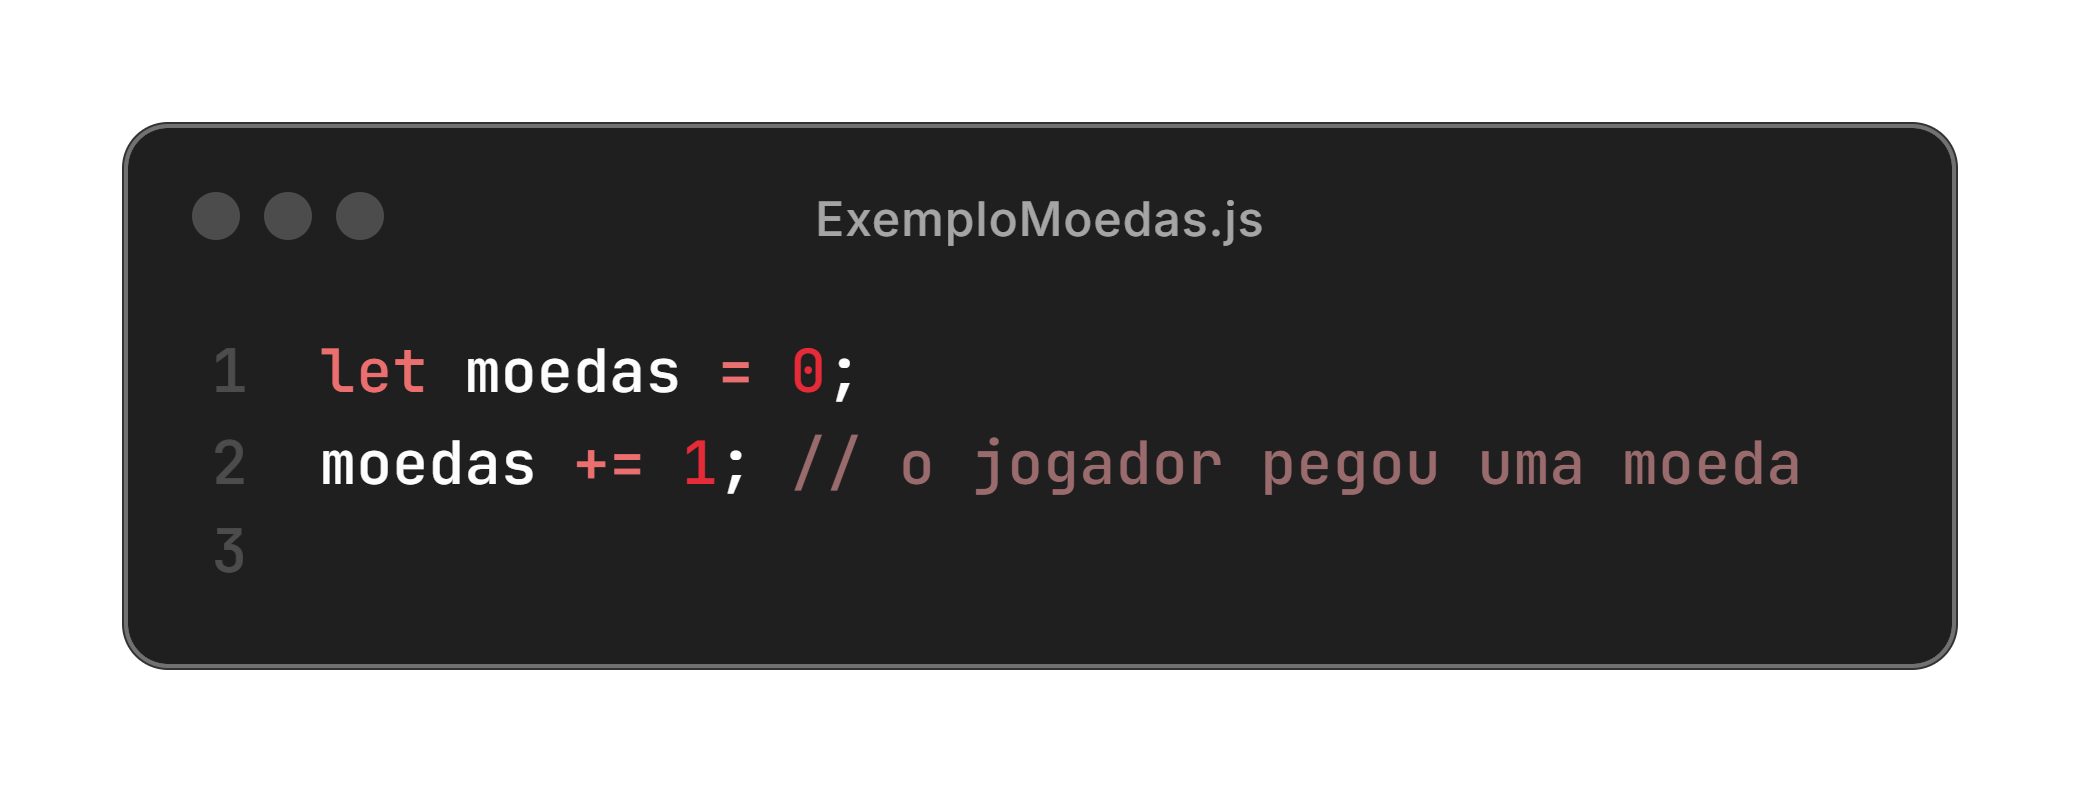 ExemploMoedas.js
1 let moedas = 0;
2 moedas += 1; // o jogador pegou uma moeda
3